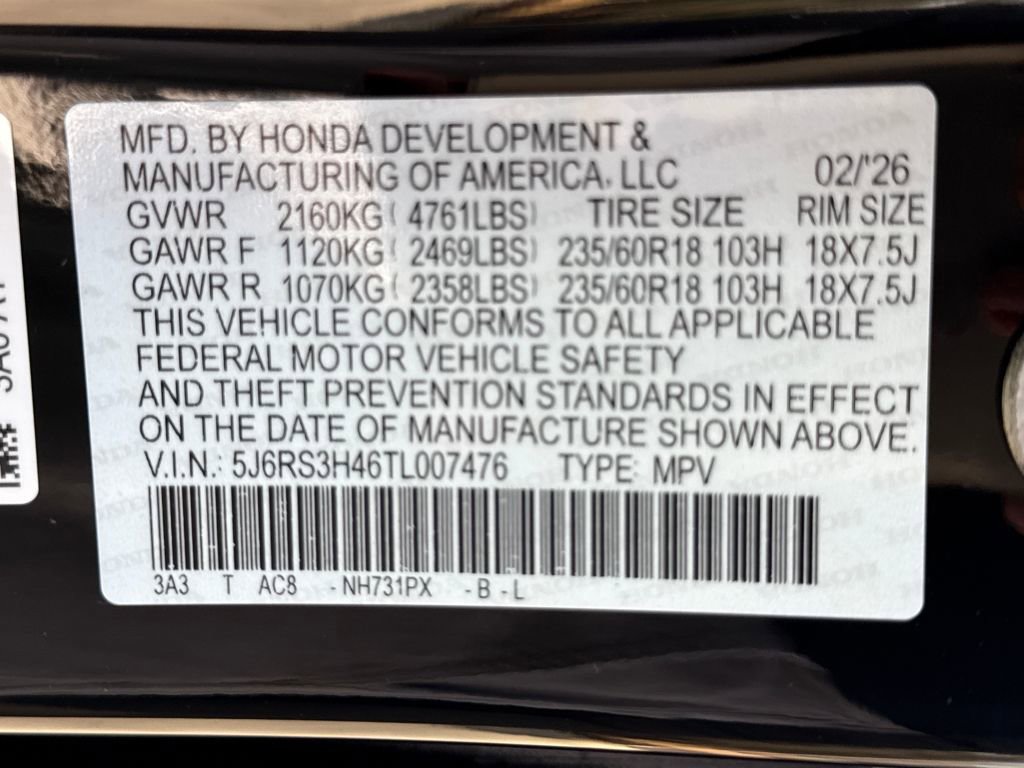 MFD. BY HONDA DEVELOPMENT &
MANUFACTURING OF AMERICA, LLC 02/'26
GVWR 2160KG( 4761LBS) TIRE SIZE RIM SIZE
GAWR F 1120KG( 2469LBS) 235/60R18 103H 18X7.5J
GAWR R 1070KG( 2358LBS) 235/60R18 103H 18X7.5J
THIS VEHICLE CONFORMS TO ALL APPLICABLE
FEDERAL MOTOR VEHICLE SAFETY
AND THEFT PREVENTION STANDARDS IN EFFECT
ON THE DATE OF MANUFACTURE SHOWN ABOVE.
V.I.N.: 5J6RS3H46TL007476 TYPE: MPV
3A3 T AC8 -NH731PX -B -L